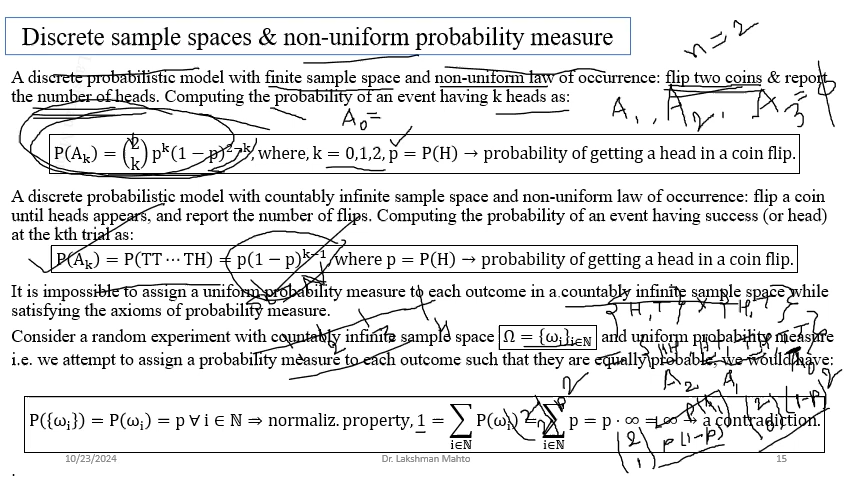 Discrete sample spaces & non-uniform probability measure
n = 2
A discrete probabilistic model with finite sample space and non-uniform law of occurrence: flip two coins & report
the number of heads. Computing the probability of an event having k heads as:
A₁, A₂, A₃ = ϕ
A₀ =
P(Aₖ) = (2 k) pᵏ(1 − p)²⁻ᵏ, where, k = 0,1,2, p = P(H) → probability of getting a head in a coin flip.
A discrete probabilistic model with countably infinite sample space and non-uniform law of occurrence: flip a coin
until heads appears, and report the number of flips. Computing the probability of an event having success (or head)
at the kth trial as:
P(Aₖ) = P(TT ⋯ TH) = p(1 − p)ᵏ⁻¹, where p = P(H) → probability of getting a head in a coin flip.
It is impossible to assign a uniform probability measure to each outcome in a countably infinite sample space while
satisfying the axioms of probability measure.
{H, T} × {H, T}
Consider a random experiment with countably infinite sample space Ω = {ωᵢ}ᵢ∈ℕ and uniform probability measure
i.e. we attempt to assign a probability measure to each outcome such that they are equally probable, we would have:
A₂ A₁ A₀
P({ωᵢ}) = P(ωᵢ) = p ∀ i ∈ ℕ ⇒ normaliz. property, 1 = ∑ᵢ∈ℕ P(ωᵢ) = ∑ᵢ∈ℕ p = p · ∞ = ∞ → a contradiction.
(2 1) p(1-p)
10/23/2024
Dr. Lakshman Mahto
15
.